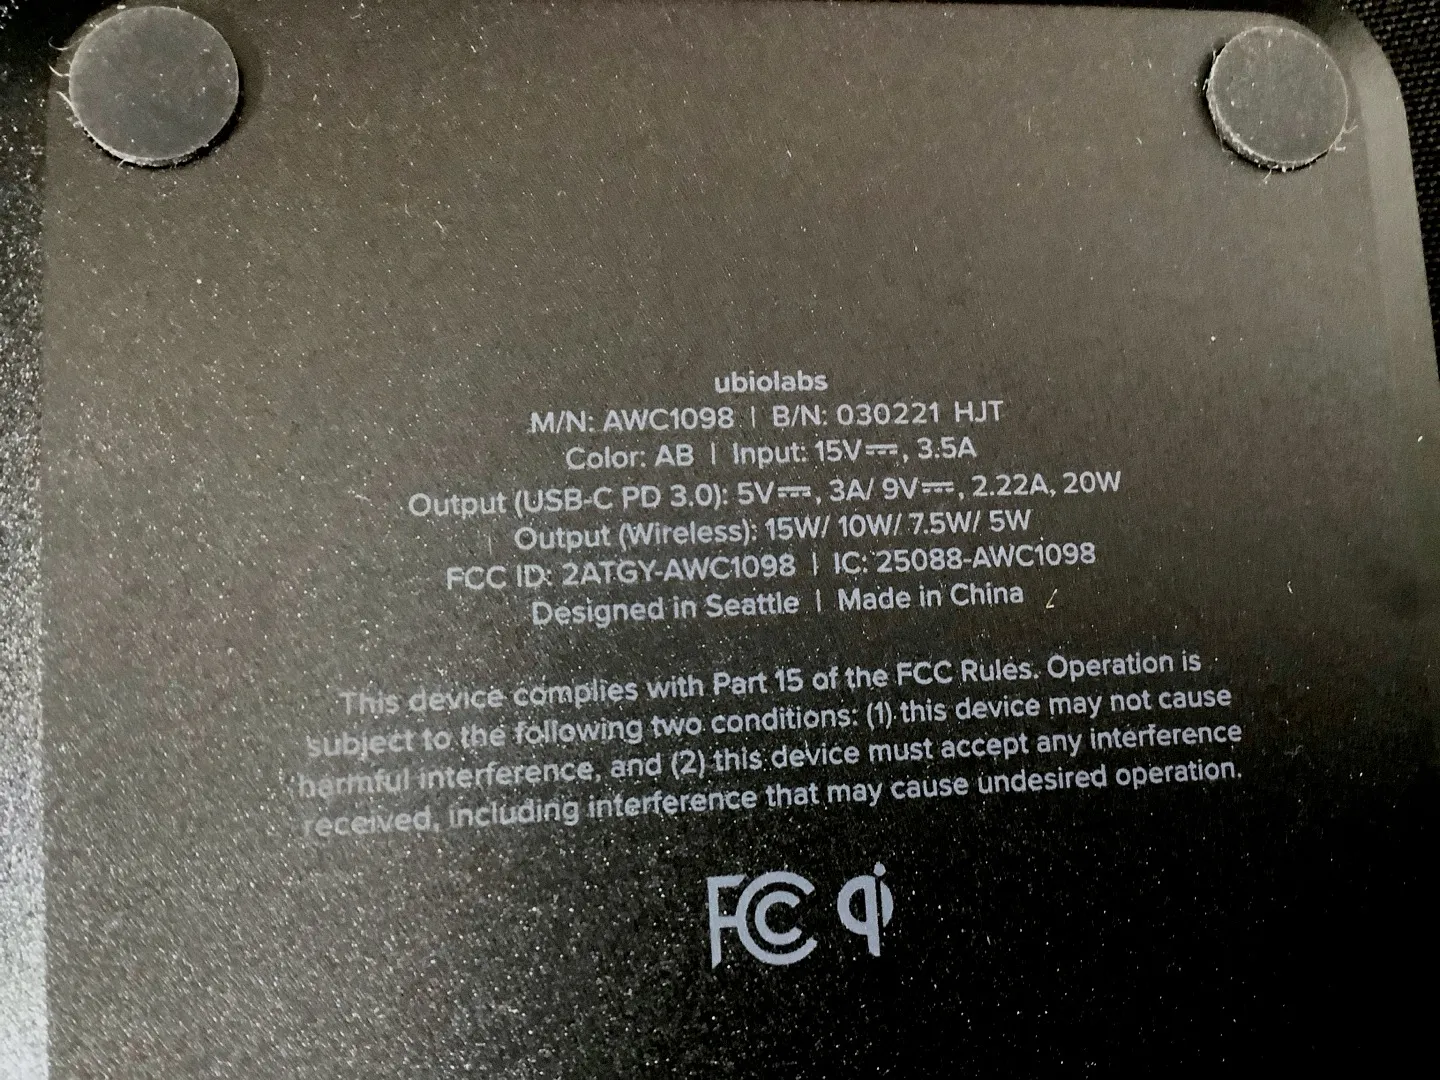 ubiolabs
M/N: AWC1098 | B/N: 030221 HJT
Color: AB | Input: 15V⎓, 3.5A
Output (USB-C PD 3.0): 5V⎓, 3A/ 9V⎓, 2.22A, 20W
Output (Wireless): 15W/ 10W/ 7.5W/ 5W
FCC ID: 2ATGY-AWC1098 | IC: 25088-AWC1098
Designed in Seattle | Made in China
This device complies with Part 15 of the FCC Rules. Operation is
subject to the following two conditions: (1) this device may not cause
harmful interference, and (2) this device must accept any interference
received, including interference that may cause undesired operation.
FCC qi